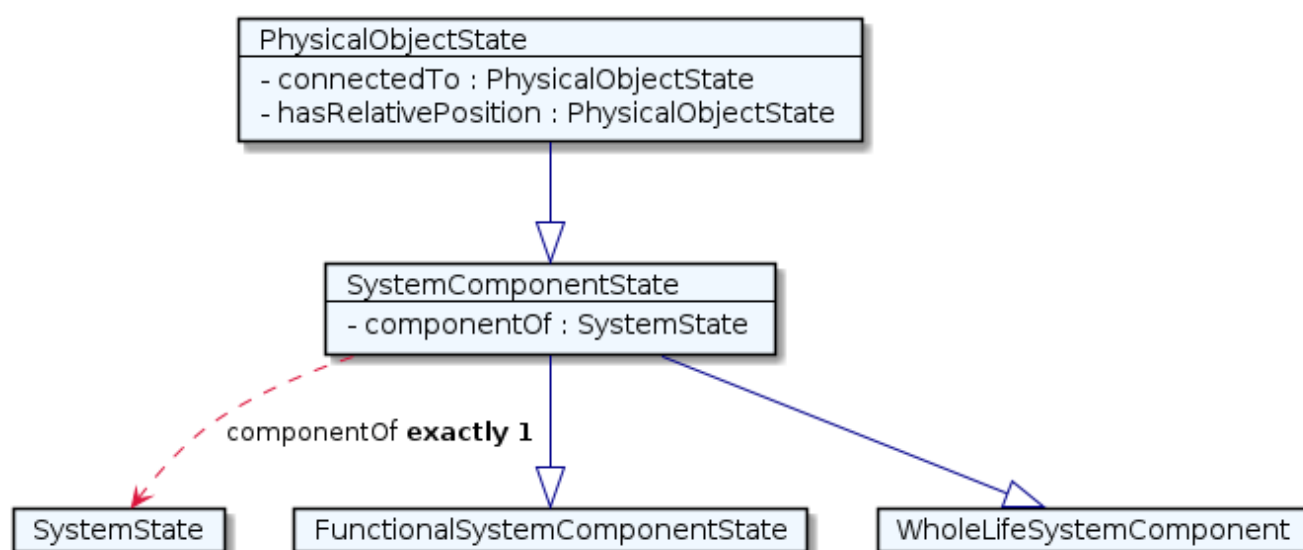 PhysicalObjectState
- connectedTo : PhysicalObjectState
- hasRelativePosition : PhysicalObjectState
SystemComponentState
- componentOf : SystemState
componentOf exactly 1
SystemState
FunctionalSystemComponentState
WholeLifeSystemComponent